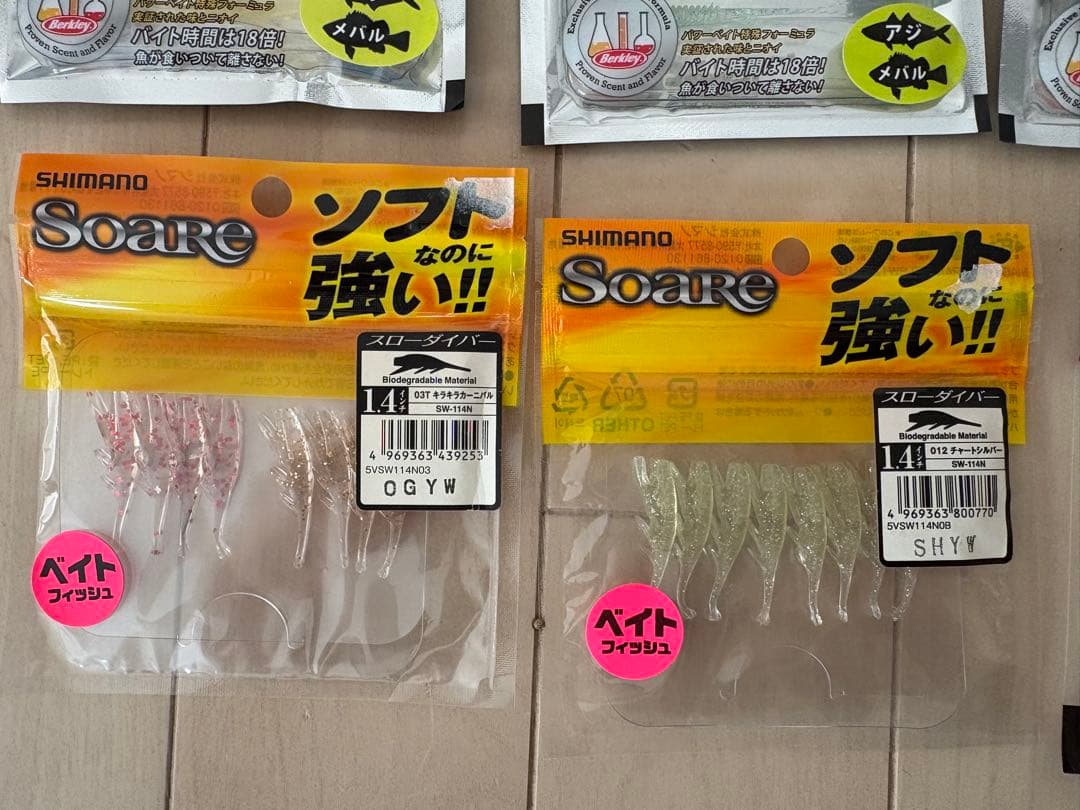 Berkley
Proven Scent and Flavor
パワーベイト特殊フォーミュラ
実証された味とニオイ
バイト時間は18倍!
魚が食いついて離さない!
メバル
Berkley
Proven Scent and Flavor
パワーベイト特殊フォーミュラ
実証された味とニオイ
バイト時間は18倍!
魚が食いついて離さない!
アジ
メバル
SHIMANO
SOARE
ソフト
なのに
強い!!
スローダイバー
Biodegradable Material
1.4インチ
03T キラキラカーニバル
SW-114N
4 969363 439253
5VSW114N03
OGYW
ベイト
フィッシュ
SHIMANO
SOARE
ソフト
なのに
強い!!
スローダイバー
Biodegradable Material
1.4インチ
012 チャートシルバー
SW-114N
4 969363 800770
5VSW114N0B
SHYW
ベイト
フィッシュ